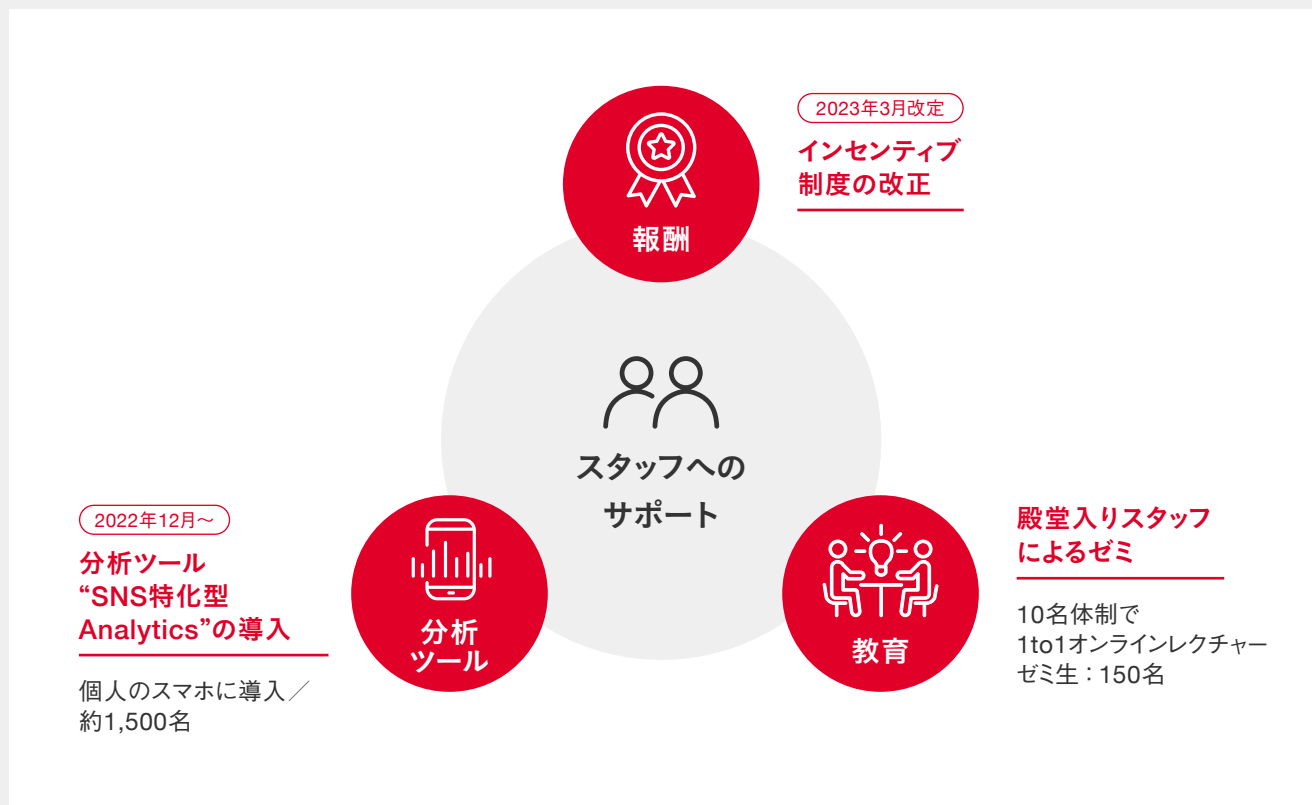 報酬
2023年3月改定
インセンティブ
制度の改正
スタッフへの
サポート
2022年12月〜
分析ツール
“SNS特化型
Analytics”の導入
個人のスマホに導入／
約1,500名
分析
ツール
教育
殿堂入りスタッフ
によるゼミ
10名体制で
1to1オンラインレクチャー
ゼミ生：150名